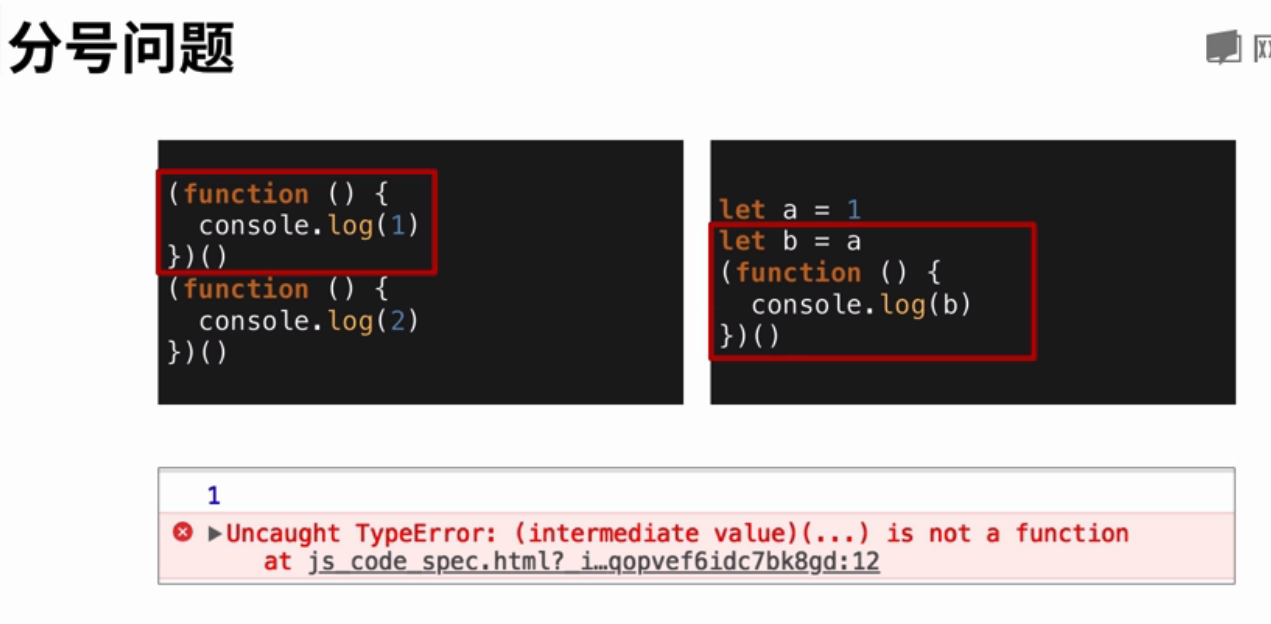 分号问题
(function () {
  console.log(1)
})()
(function () {
  console.log(2)
})()
let a = 1
let b = a
(function () {
  console.log(b)
})()
1
Uncaught TypeError: (intermediate value)(...) is not a function
at js_code_spec.html?_i…qopvef6idc7bk8gd:12